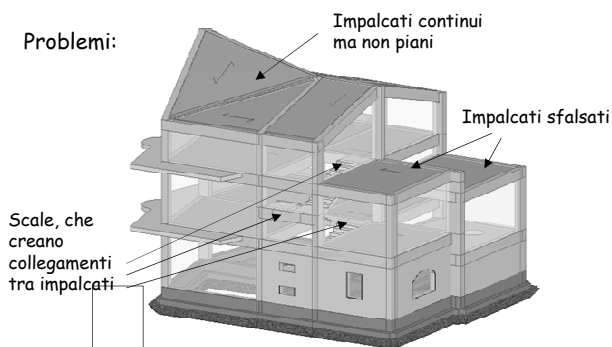 Problemi:
Impalcati continui
ma non piani
Impalcati sfalsati
Scale, che
creano
collegamenti
tra impalcati